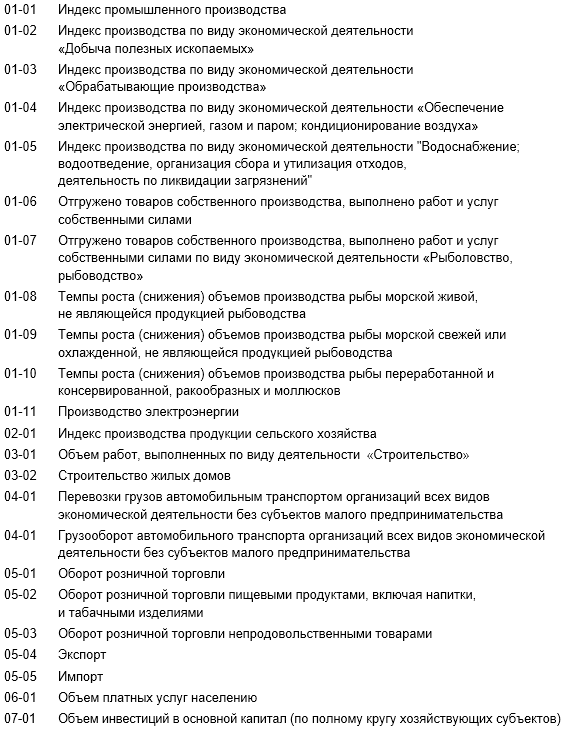 01-01 Индекс промышленного производства
01-02 Индекс производства по виду экономической деятельности
«Добыча полезных ископаемых»
01-03 Индекс производства по виду экономической деятельности
«Обрабатывающие производства»
01-04 Индекс производства по виду экономической деятельности «Обеспечение
электрической энергией, газом и паром; кондиционирование воздуха»
01-05 Индекс производства по виду экономической деятельности "Водоснабжение;
водоотведение, организация сбора и утилизация отходов,
деятельность по ликвидации загрязнений"
01-06 Отгружено товаров собственного производства, выполнено работ и услуг
собственными силами
01-07 Отгружено товаров собственного производства, выполнено работ и услуг
собственными силами по виду экономической деятельности «Рыболовство,
рыбоводство»
01-08 Темпы роста (снижения) объемов производства рыбы морской живой,
не являющейся продукцией рыбоводства
01-09 Темпы роста (снижения) объемов производства рыбы морской свежей или
охлажденной, не являющейся продукцией рыбоводства
01-10 Темпы роста (снижения) объемов производства рыбы переработанной и
консервированной, ракообразных и моллюсков
01-11 Производство электроэнергии
02-01 Индекс производства продукции сельского хозяйства
03-01 Объем работ, выполненных по виду деятельности «Строительство»
03-02 Строительство жилых домов
04-01 Перевозки грузов автомобильным транспортом организаций всех видов
экономической деятельности без субъектов малого предпринимательства
04-01 Грузооборот автомобильного транспорта организаций всех видов экономической
деятельности без субъектов малого предпринимательства
05-01 Оборот розничной торговли
05-02 Оборот розничной торговли пищевыми продуктами, включая напитки,
и табачными изделиями
05-03 Оборот розничной торговли непродовольственными товарами
05-04 Экспорт
05-05 Импорт
06-01 Объем платных услуг населению
07-01 Объем инвестиций в основной капитал (по полному кругу хозяйствующих субъектов)